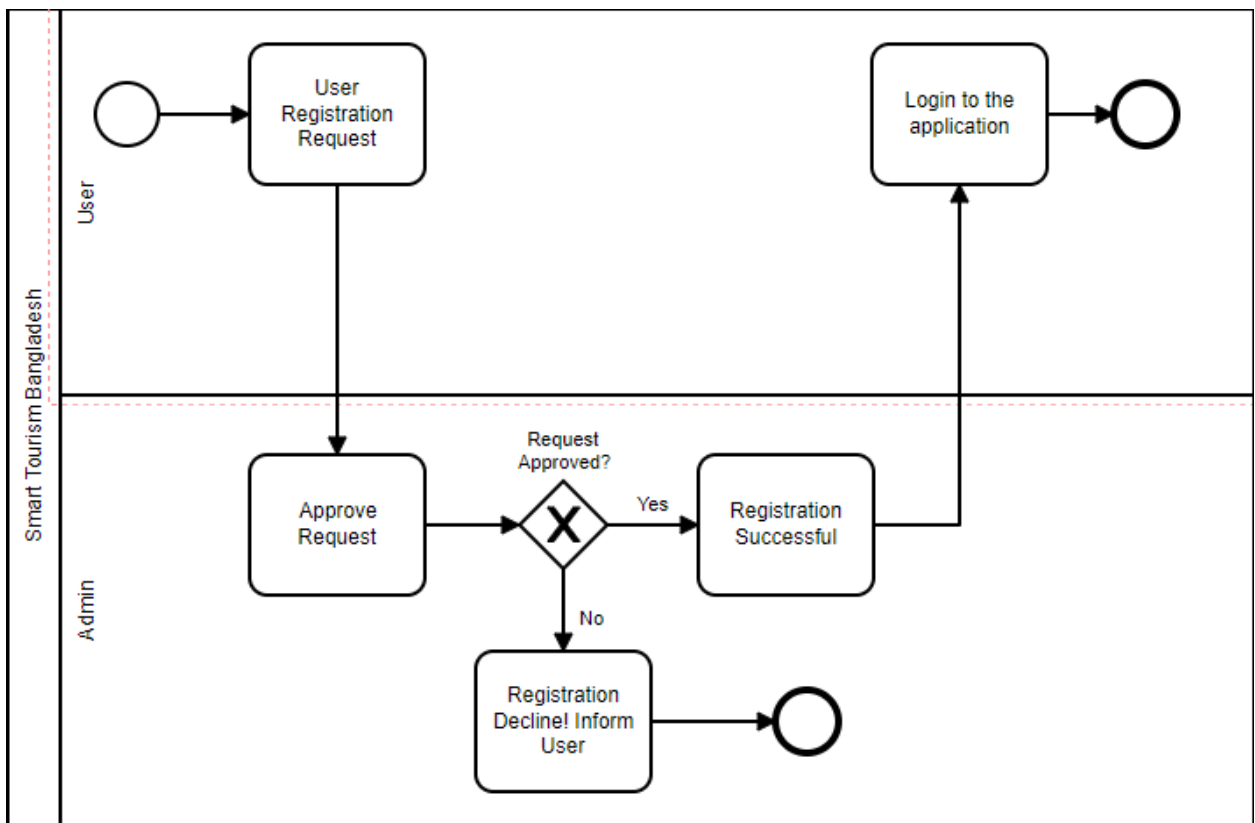 Smart Tourism Bangladesh
User
User
Registration
Request
Login to the
application
Admin
Approve
Request
Request
Approved?
Yes
Registration
Successful
No
Registration
Decline! Inform
User